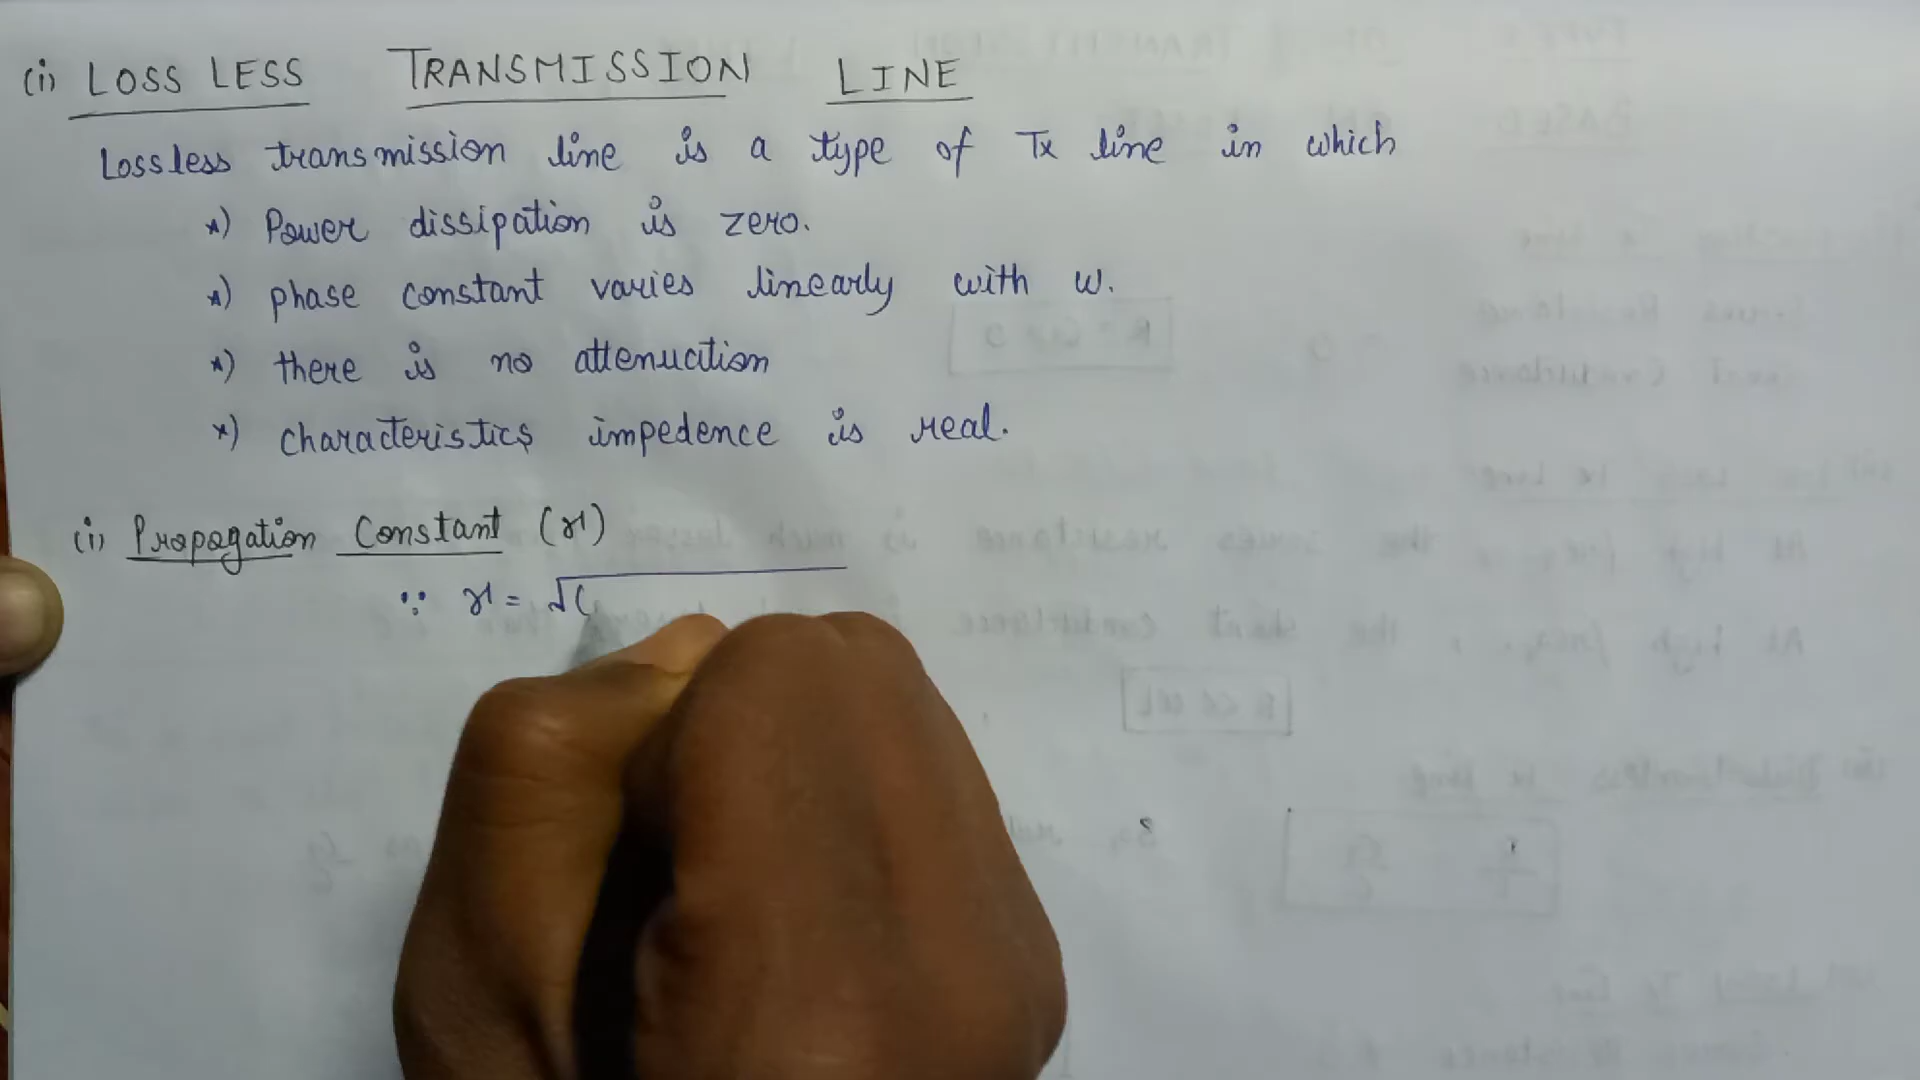 (i) LOSS LESS TRANSMISSION LINE
Lossless transmission line is a type of Tx line in which
*) Power dissipation is zero.
*) phase constant varies linearly with ω.
*) there is no attenuation
*) characteristics impedence is real.
(i) Propagation Constant (γ)
∵ γ = √(